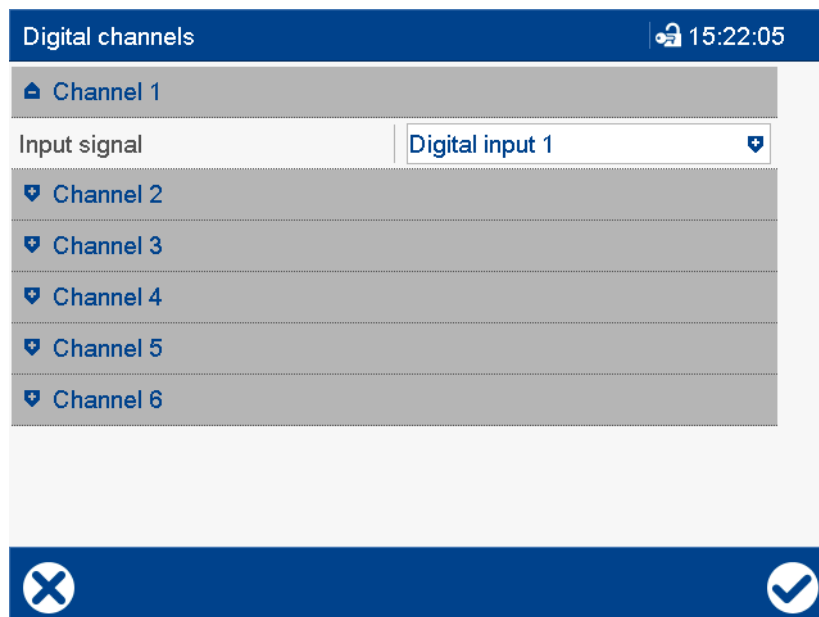 Digital channels 15:22:05
Channel 1
Input signal Digital input 1
Channel 2
Channel 3
Channel 4
Channel 5
Channel 6